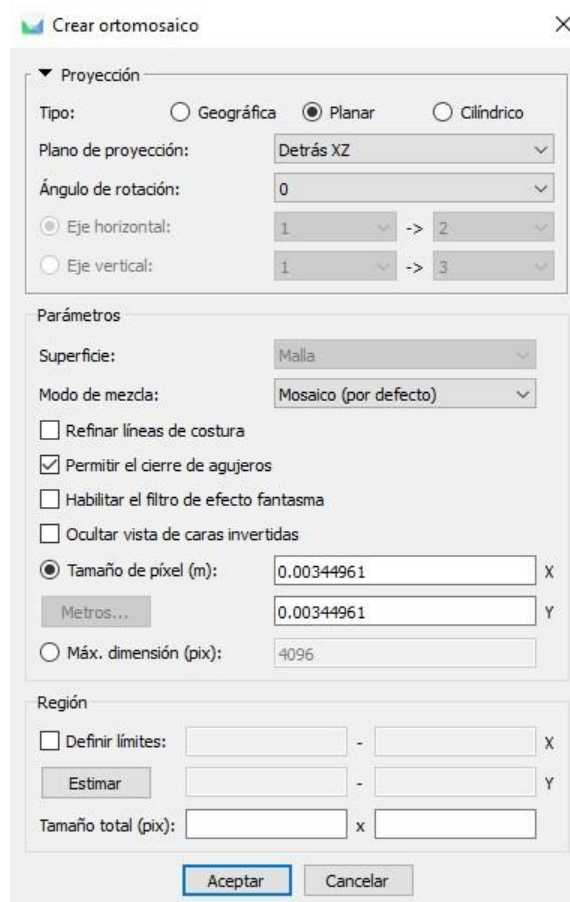 Crear ortomosaico
Proyección
Tipo: Geográfica Planar Cilíndrico
Plano de proyección: Detrás XZ
Ángulo de rotación: 0
Eje horizontal: 1 -> 2
Eje vertical: 1 -> 3
Parámetros
Superficie: Malla
Modo de mezcla: Mosaico (por defecto)
Refinar líneas de costura
Permitir el cierre de agujeros
Habilitar el filtro de efecto fantasma
Ocultar vista de caras invertidas
Tamaño de píxel (m): 0.00344961 X
Metros... 0.00344961 Y
Máx. dimensión (pix): 4096
Región
Definir límites: - X
Estimar - Y
Tamaño total (pix): x
Aceptar Cancelar